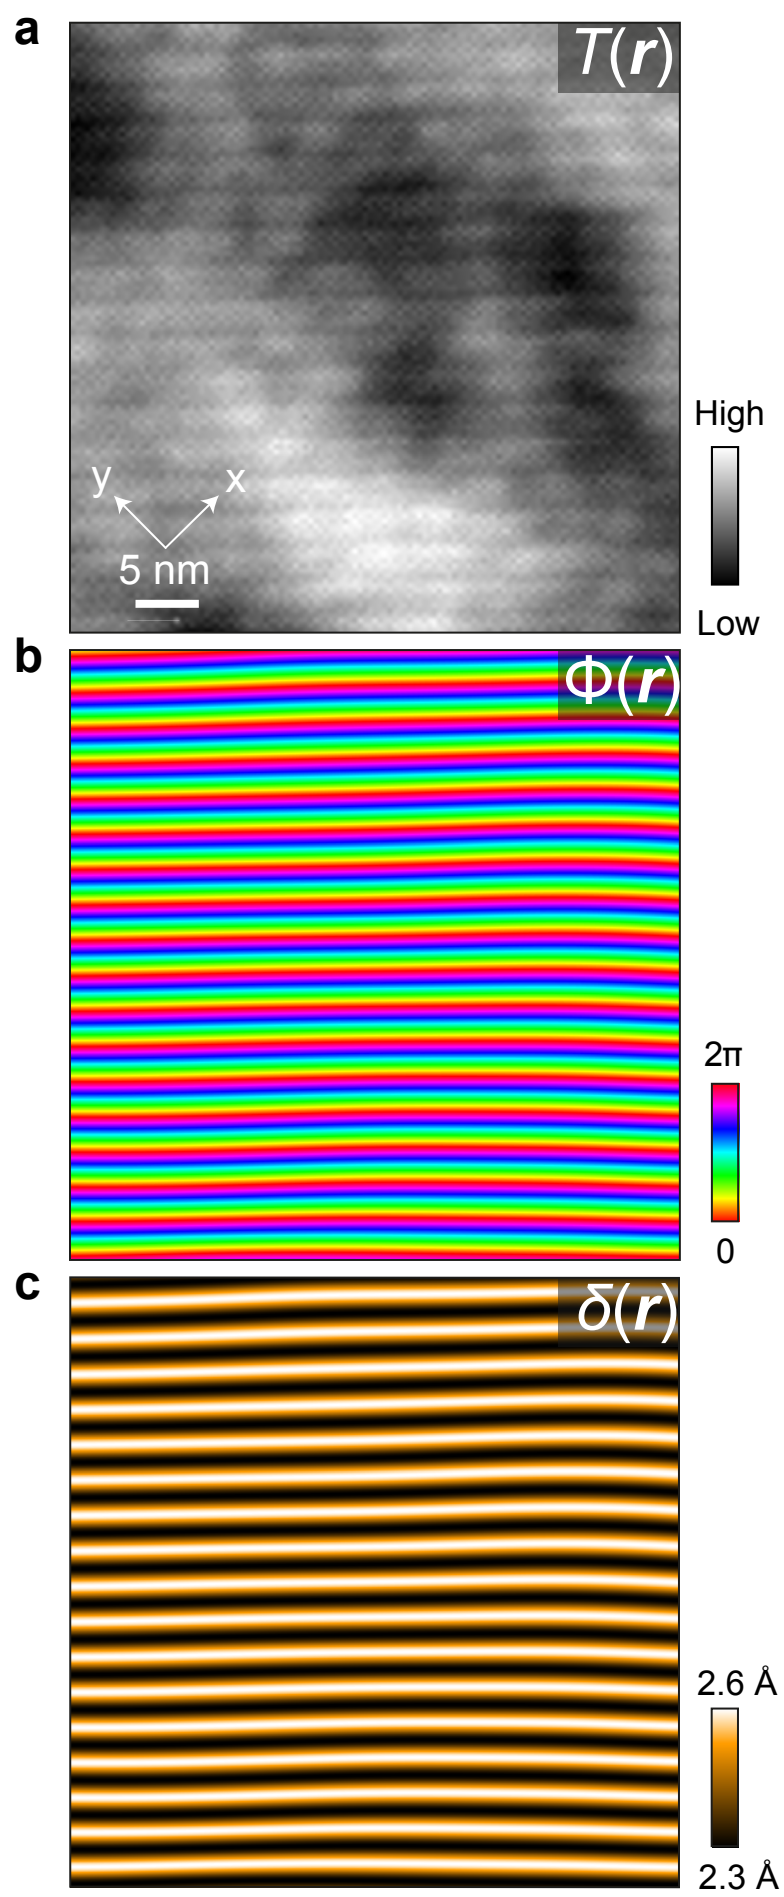 a
T(r)
High
y
x
5 nm
Low
b
Φ(r)
2π
0
c
δ(r)
2.6 Å
2.3 Å